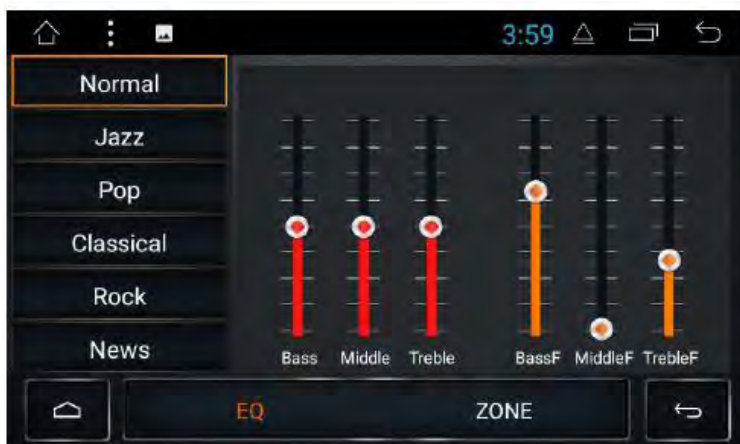 3:59
Normal
Jazz
Pop
Classical
Rock
News
Bass Middle Treble BassF MiddleF TrebleF
EQ ZONE